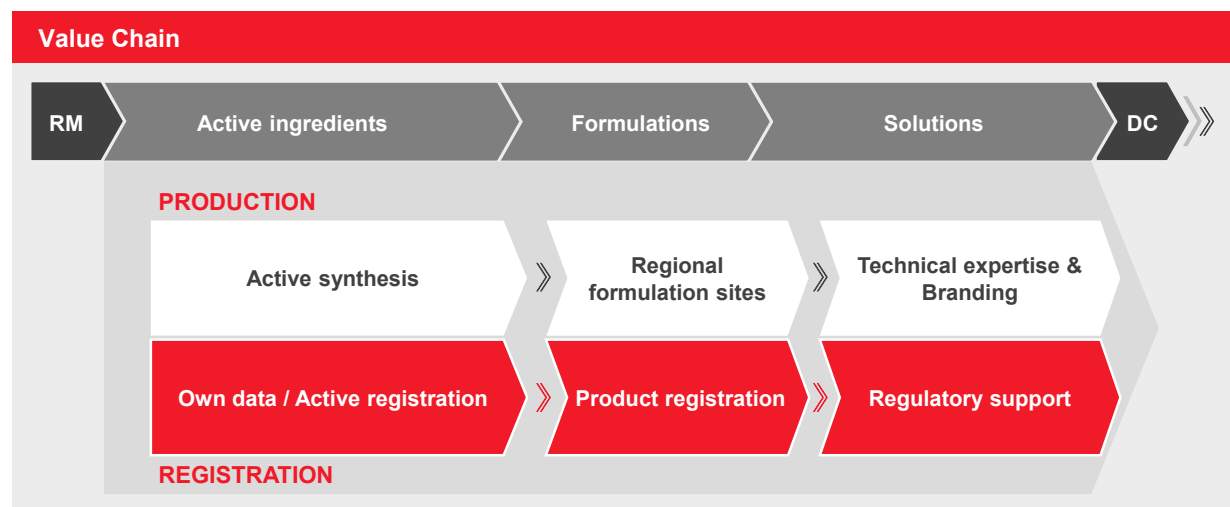 Value Chain
RM
Active ingredients
Formulations
Solutions
DC
PRODUCTION
Active synthesis
Regional
formulation sites
Technical expertise &
Branding
Own data / Active registration
Product registration
Regulatory support
REGISTRATION